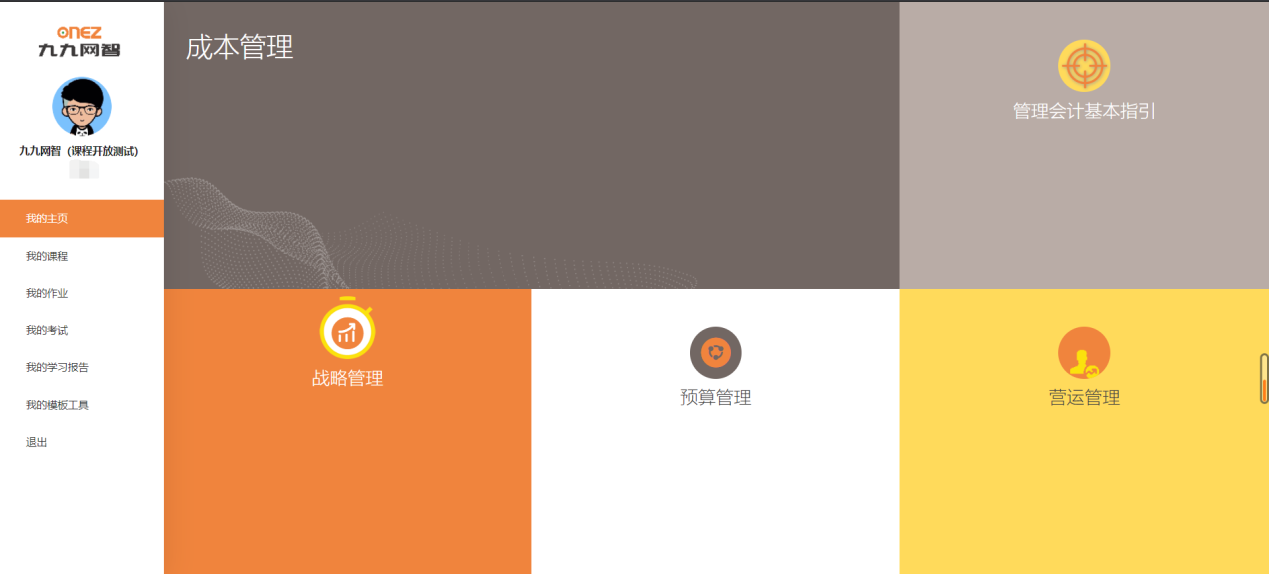 ONEZ
九九网智
九九网智（课程开放测试）
我的主页
我的课程
我的作业
我的考试
我的学习报告
我的模板工具
退出
成本管理
管理会计基本指引
战略管理
预算管理
营运管理